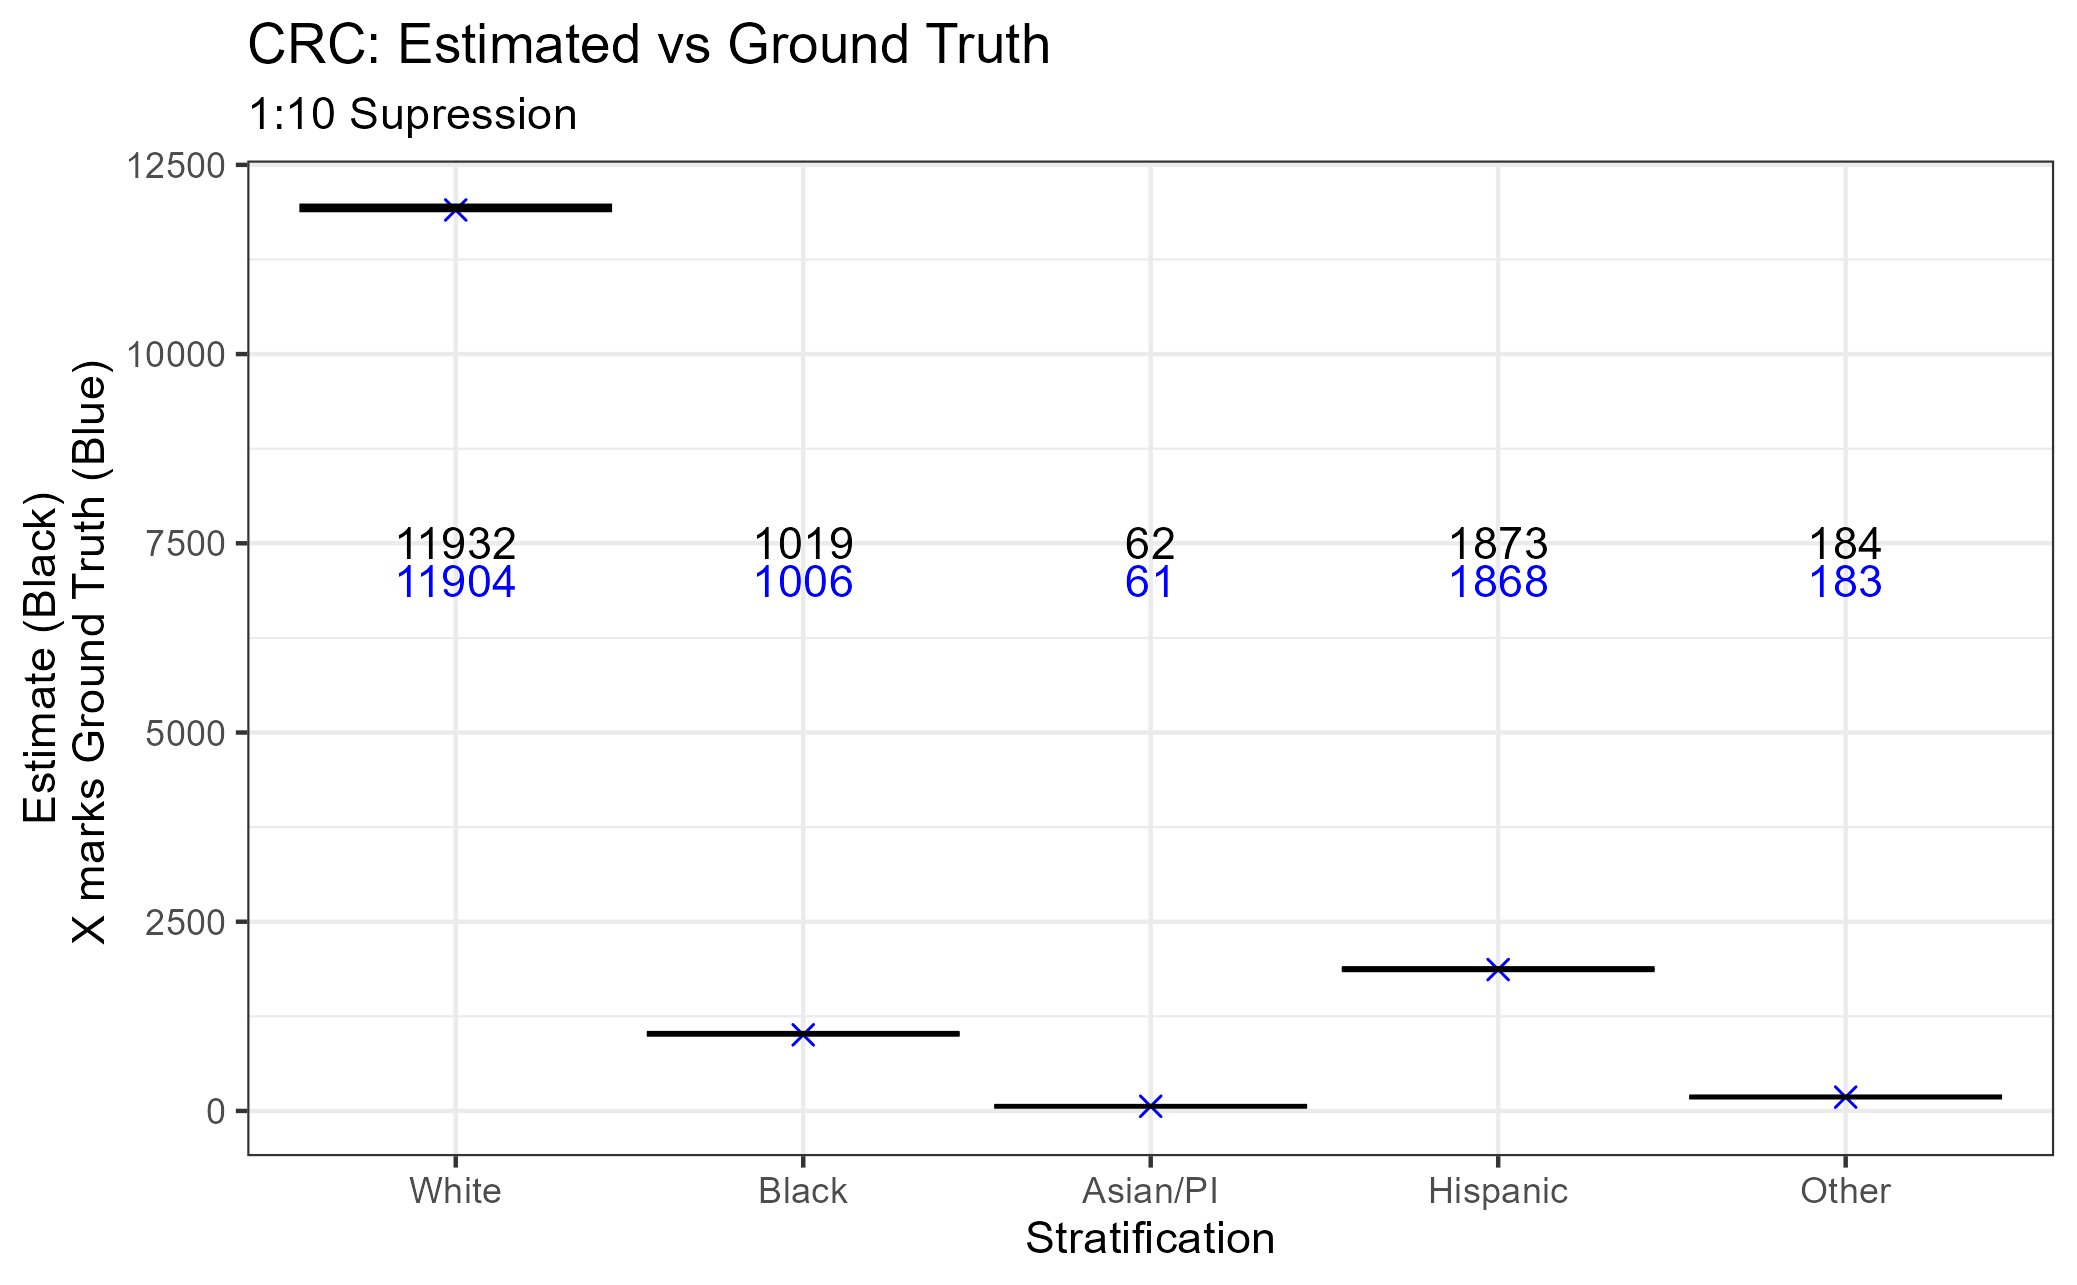 CRC: Estimated vs Ground Truth
1:10 Supression
Estimate (Black)
X marks Ground Truth (Blue)
12500
10000
7500
5000
2500
0
11932 1019 62 1873 184
11904 1006 61 1868 183
White Black Asian/PI Hispanic Other
Stratification